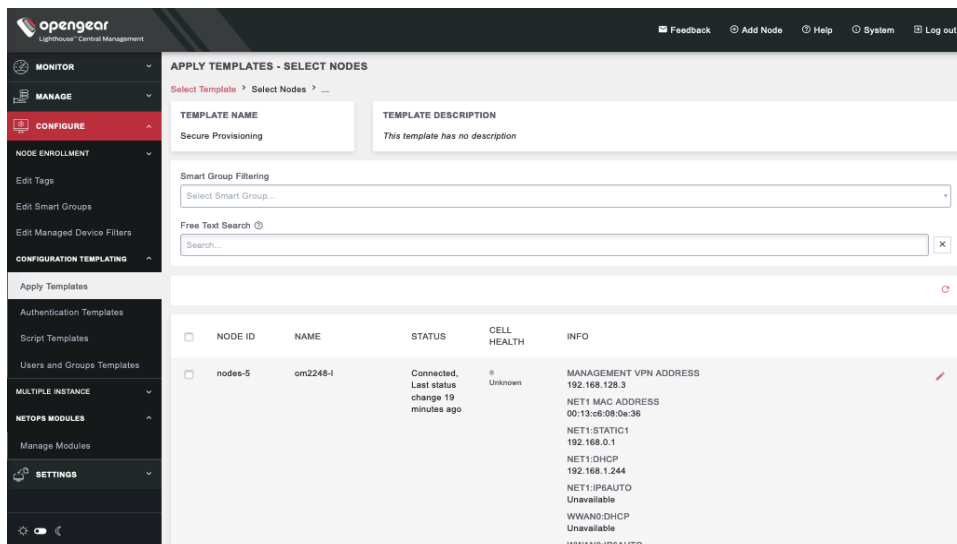 opengear
Lighthouse™ Central Management
Feedback
Add Node
Help
System
Log out
MONITOR
MANAGE
CONFIGURE
NODE ENROLLMENT
Edit Tags
Edit Smart Groups
Edit Managed Device Filters
CONFIGURATION TEMPLATING
Apply Templates
Authentication Templates
Script Templates
Users and Groups Templates
MULTIPLE INSTANCE
NETOPS MODULES
Manage Modules
SETTINGS
APPLY TEMPLATES - SELECT NODES
Select Template > Select Nodes > ...
TEMPLATE NAME
Secure Provisioning
TEMPLATE DESCRIPTION
This template has no description
Smart Group Filtering
Select Smart Group...
Free Text Search
Search...
NODE ID
NAME
STATUS
CELL
HEALTH
INFO
nodes-5
om2248-l
Connected,
Last status
change 19
minutes ago
Unknown
MANAGEMENT VPN ADDRESS
192.168.128.3
NET1 MAC ADDRESS
00:13:c6:08:0e:36
NET1:STATIC1
192.168.0.1
NET1:DHCP
192.168.1.244
NET1:IP6AUTO
Unavailable
WWAN0:DHCP
Unavailable
WWAN0:IP6AUTO